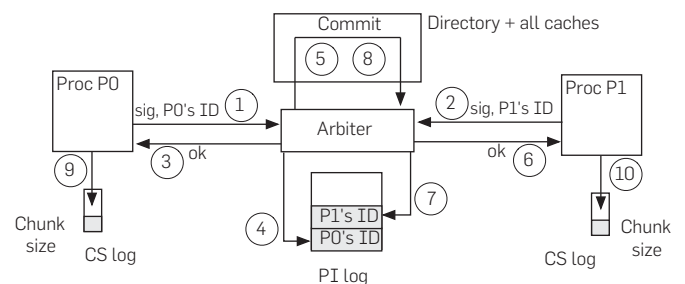 Commit
Directory + all caches
5
8
Proc P0
Proc P1
sig, P0's ID
1
2
sig, P1's ID
Arbiter
3
ok
ok
6
9
10
7
4
P1's ID
P0's ID
Chunk
size
CS log
Chunk
size
CS log
PI log